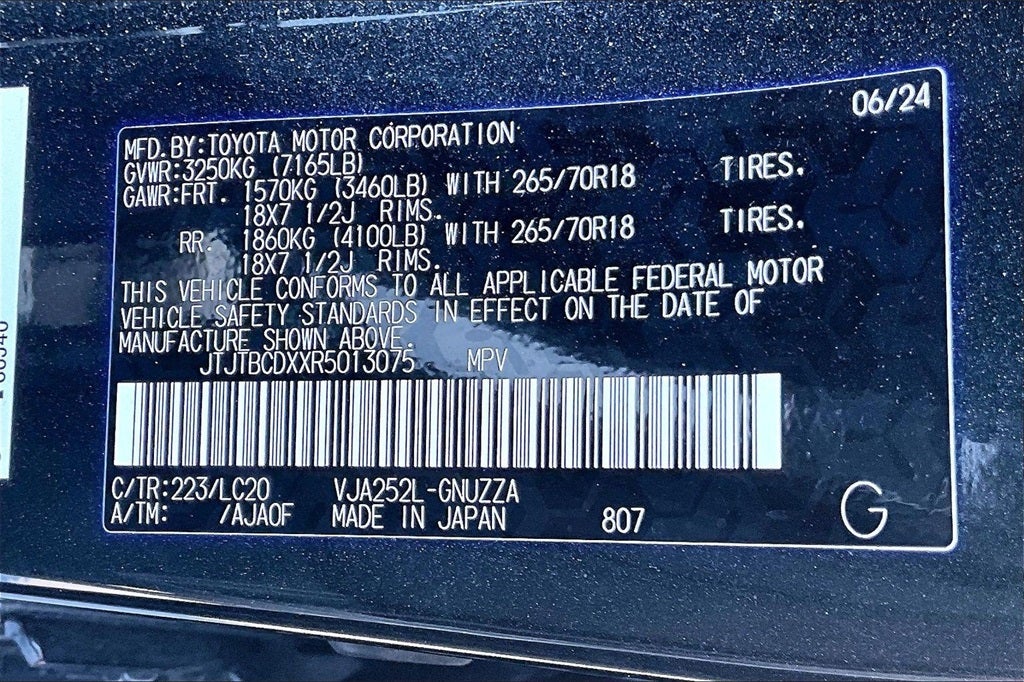 06/24
MFD. BY:TOYOTA MOTOR CORPORATION
GVWR:3250KG (7165LB)
GAWR:FRT. 1570KG (3460LB) WITH 265/70R18 TIRES.
18X7 1/2J RIMS.
RR. 1860KG (4100LB) WITH 265/70R18 TIRES.
18X7 1/2J RIMS.
THIS VEHICLE CONFORMS TO ALL APPLICABLE FEDERAL MOTOR
VEHICLE SAFETY STANDARDS IN EFFECT ON THE DATE OF
MANUFACTURE SHOWN ABOVE.
JTJTBCDXXR5013075 MPV
C/TR:223/LC20 VJA252L-GNUZZA
A/TM: /AJA0F MADE IN JAPAN 807 G